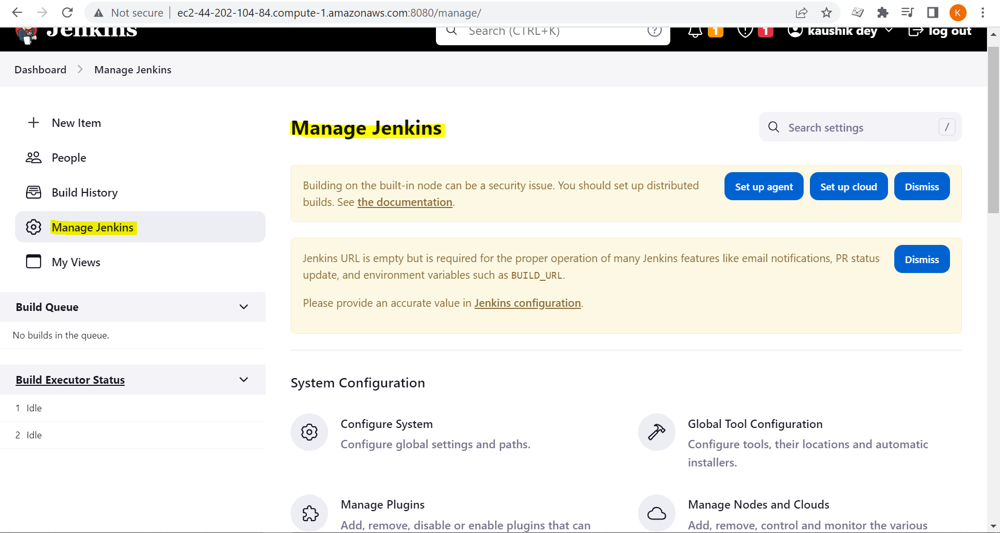 Not secure | ec2-44-202-104-84.compute-1.amazonaws.com:8080/manage/
K
Jenkins
Search (CTRL+K)
1
1
kaushik dey
log out
Dashboard
Manage Jenkins
New Item
People
Build History
Manage Jenkins
My Views
Build Queue
No builds in the queue.
Build Executor Status
1 Idle
2 Idle
Manage Jenkins
Search settings
/
Building on the built-in node can be a security issue. You should set up distributed
builds. See the documentation.
Set up agent
Set up cloud
Dismiss
Jenkins URL is empty but is required for the proper operation of many Jenkins features like email notifications, PR status
update, and environment variables such as BUILD_URL.
Please provide an accurate value in Jenkins configuration.
Dismiss
System Configuration
Configure System
Configure global settings and paths.
Global Tool Configuration
Configure tools, their locations and automatic
installers.
Manage Plugins
Add, remove, disable or enable plugins that can
Manage Nodes and Clouds
Add, remove, control and monitor the various